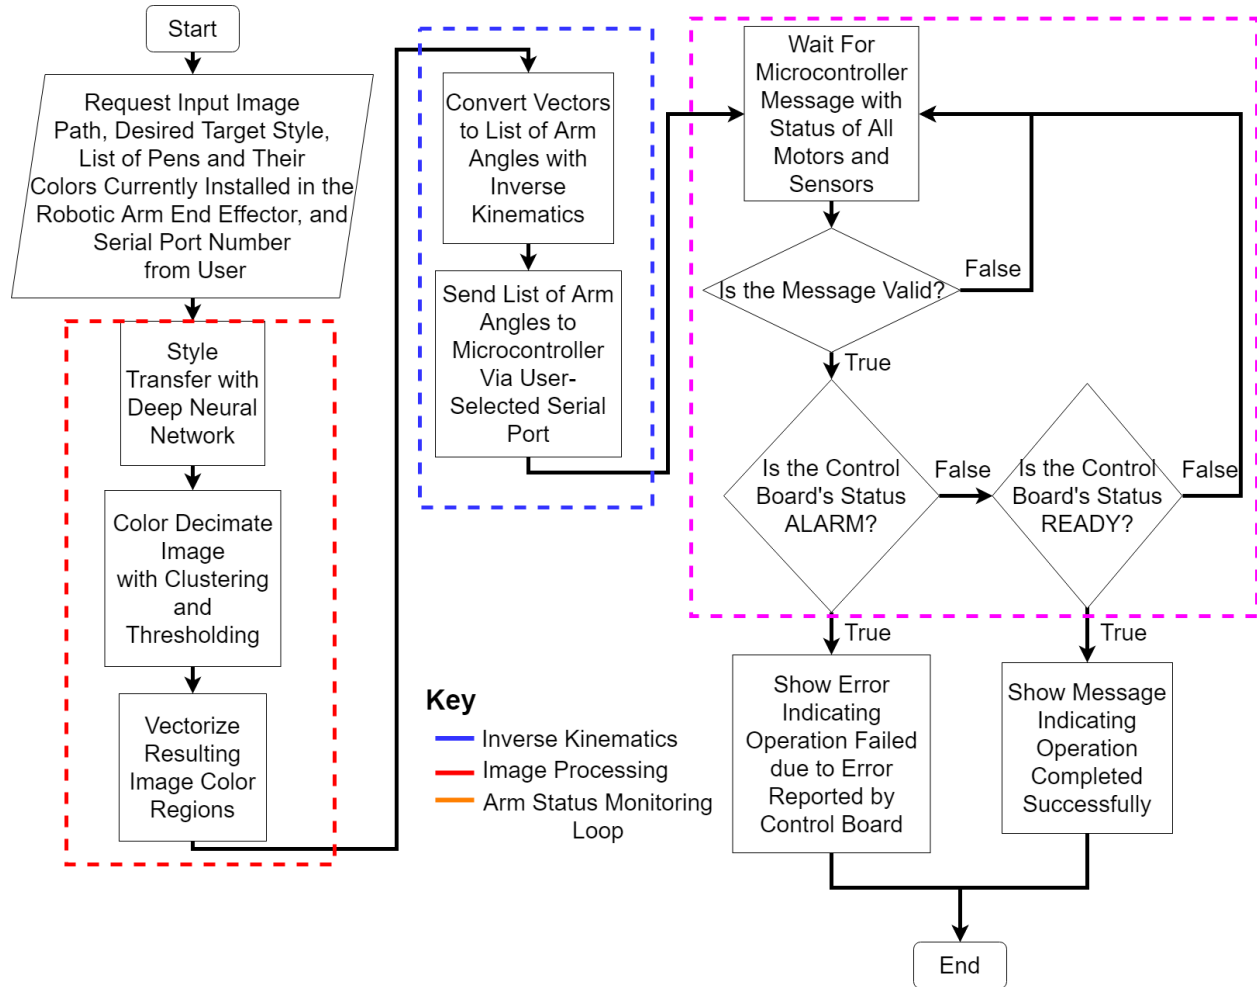 Start
Request Input Image
Path, Desired Target Style,
List of Pens and Their
Colors Currently Installed in the
Robotic Arm End Effector, and
Serial Port Number
from User
Style
Transfer with
Deep Neural
Network
Color Decimate
Image
with Clustering
and
Thresholding
Vectorize
Resulting
Image Color
Regions
Convert Vectors
to List of Arm
Angles with
Inverse
Kinematics
Send List of Arm
Angles to
Microcontroller
Via User-
Selected Serial
Port
Wait For
Microcontroller
Message with
Status of All
Motors and
Sensors
Is the Message Valid?
False
True
Is the Control
Board's Status
ALARM?
False
Is the Control
Board's Status
READY?
False
True
True
Show Error
Indicating
Operation Failed
due to Error
Reported by
Control Board
Show Message
Indicating
Operation
Completed
Successfully
End
Key
Inverse Kinematics
Image Processing
Arm Status Monitoring
Loop